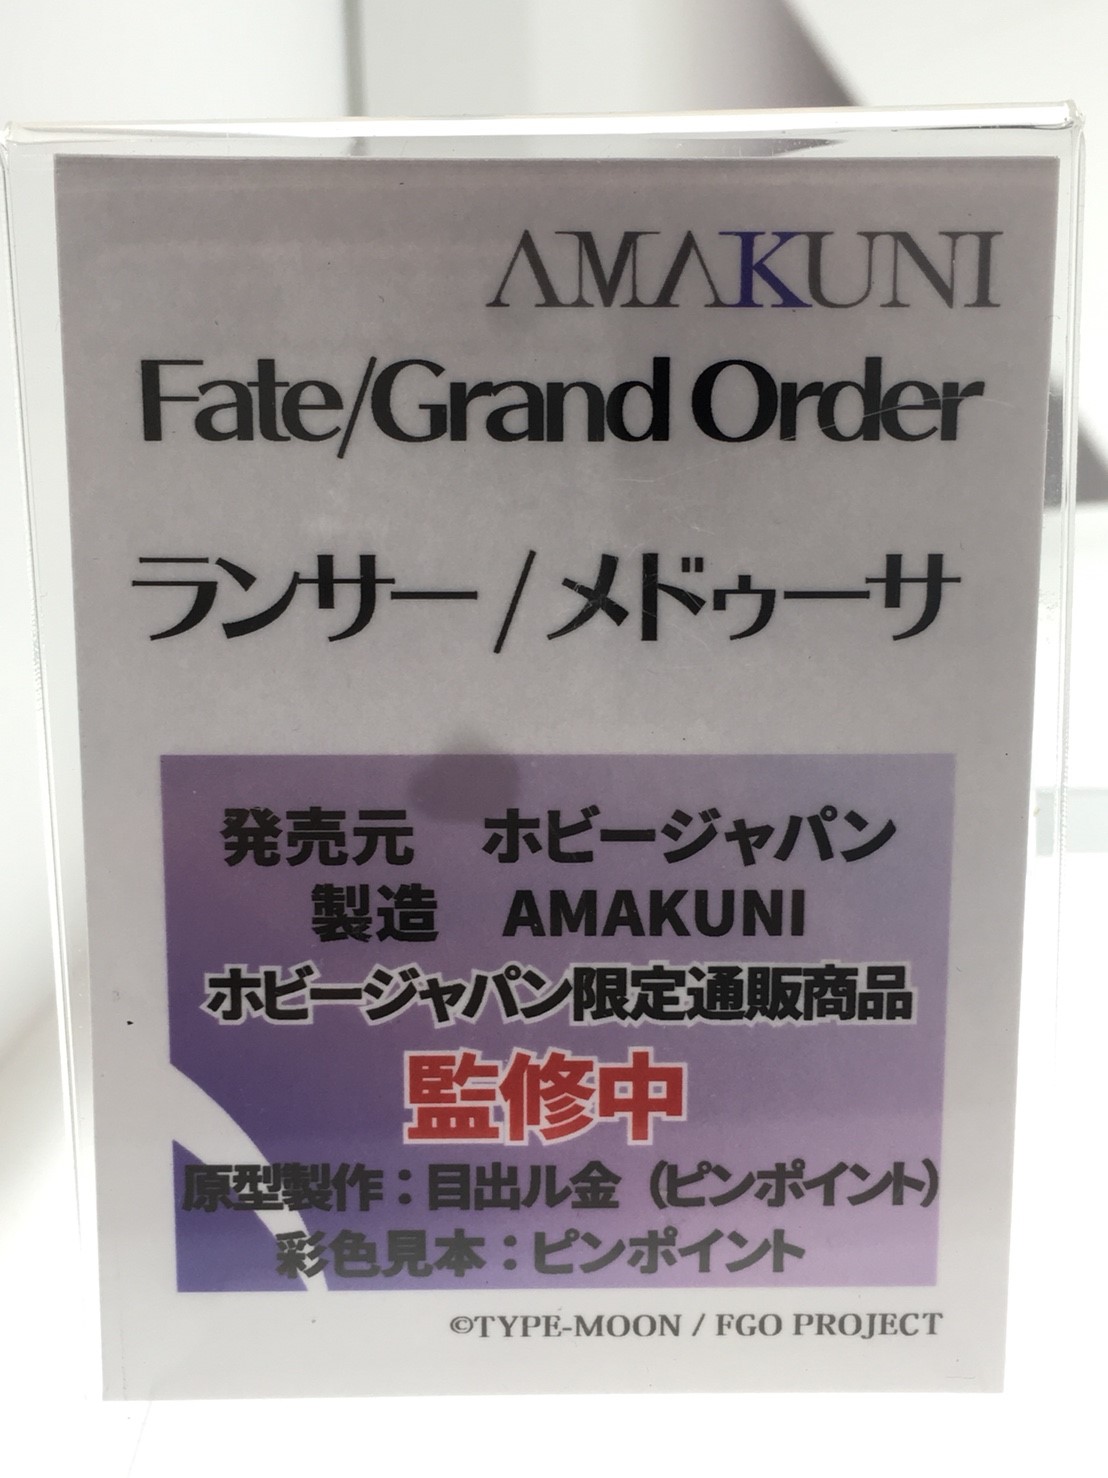 AMAKUNI
Fate/Grand Order
ランサー / メドゥーサ
発売元　ホビージャパン
製造　AMAKUNI
ホビージャパン限定通販商品
監修中
原型製作：目出ル金（ピンポイント）
彩色見本：ピンポイント
©TYPE-MOON / FGO PROJECT